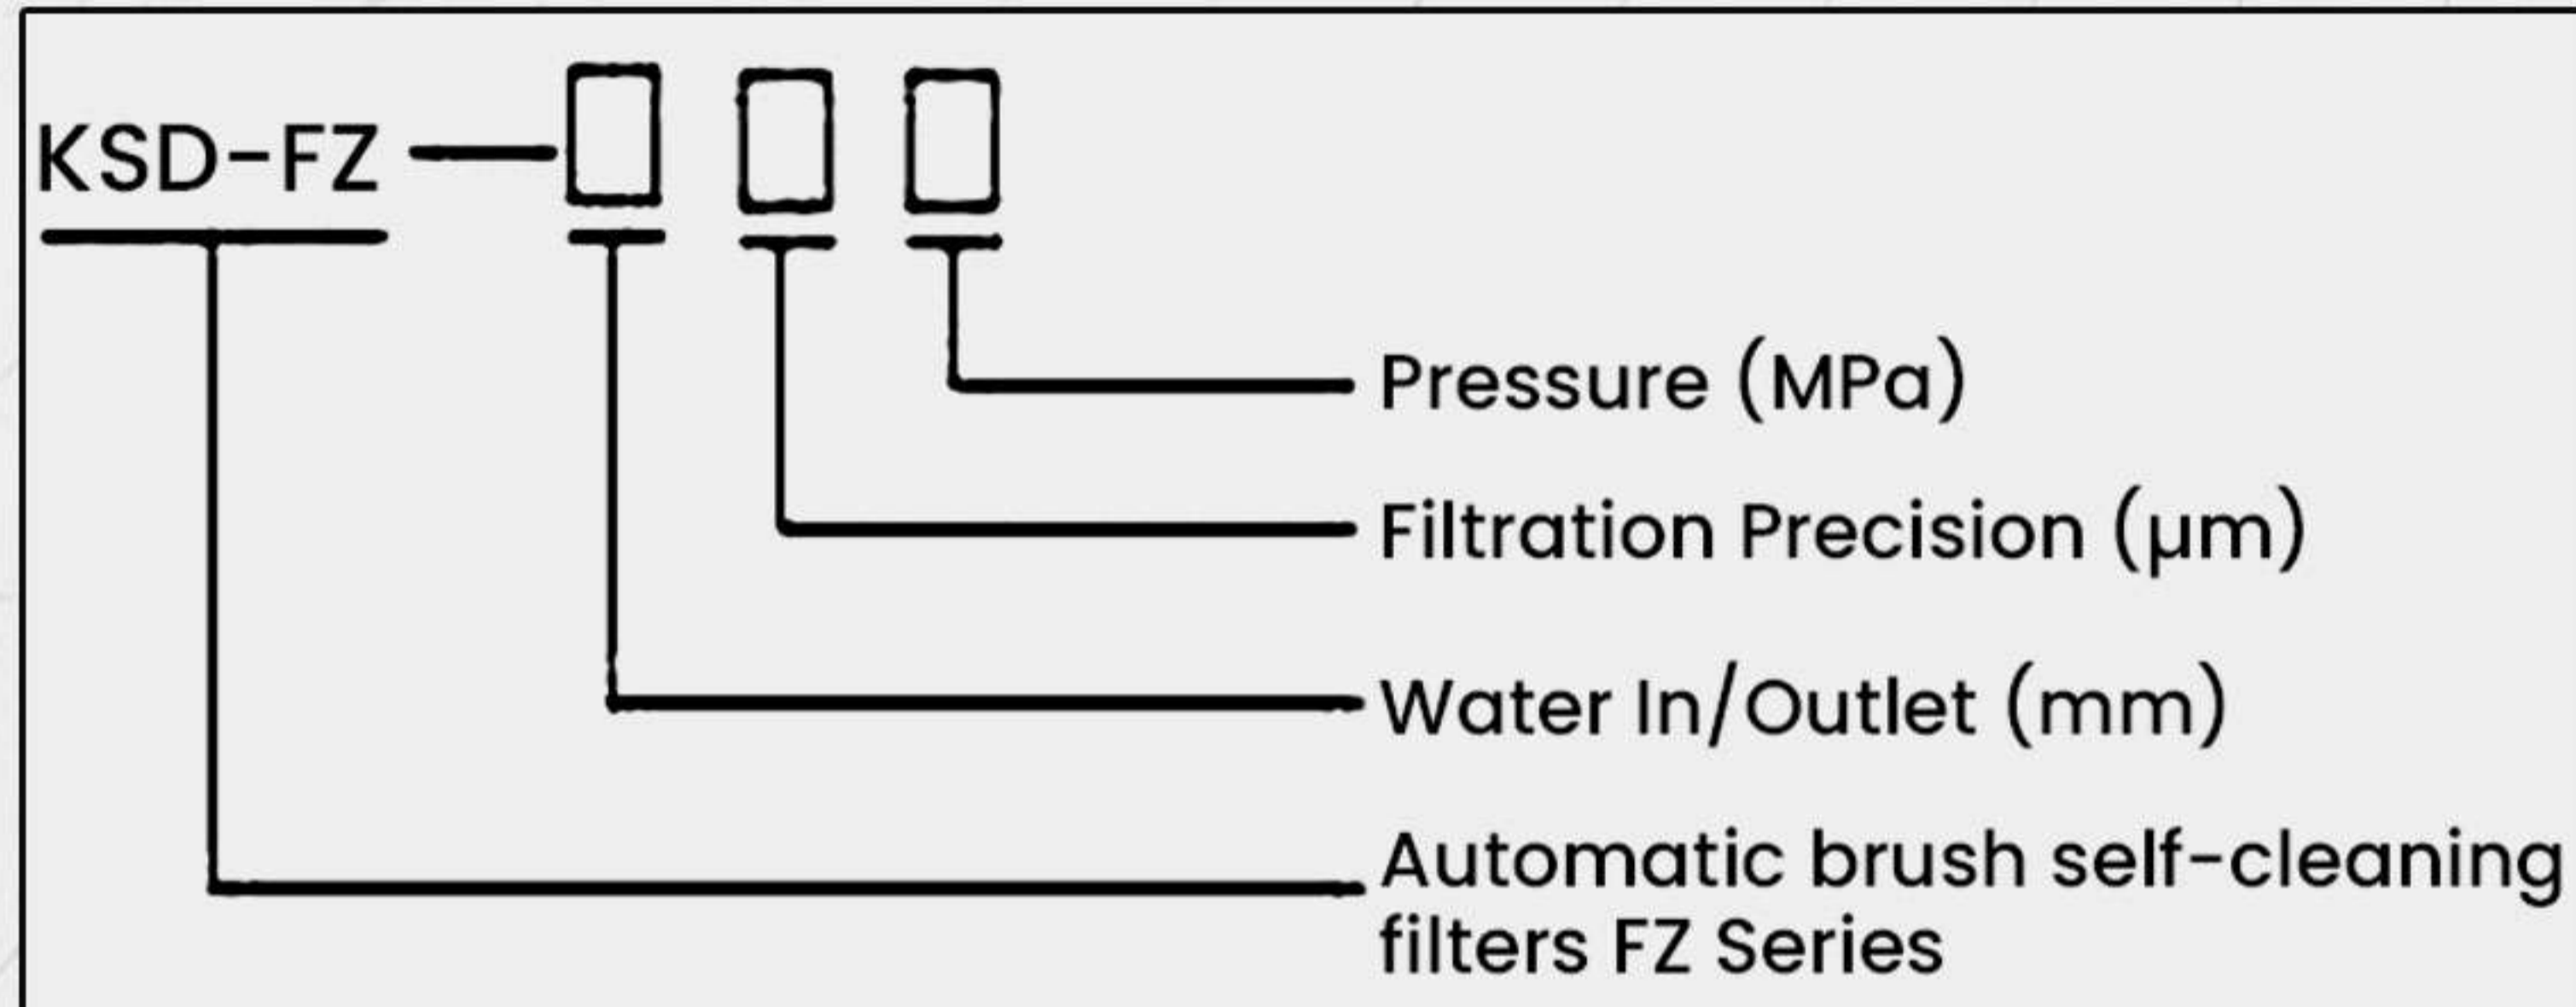 KSD-FZ
Pressure (MPa)
Filtration Precision (µm)
Water In/Outlet (mm)
Automatic brush self-cleaning
filters FZ Series